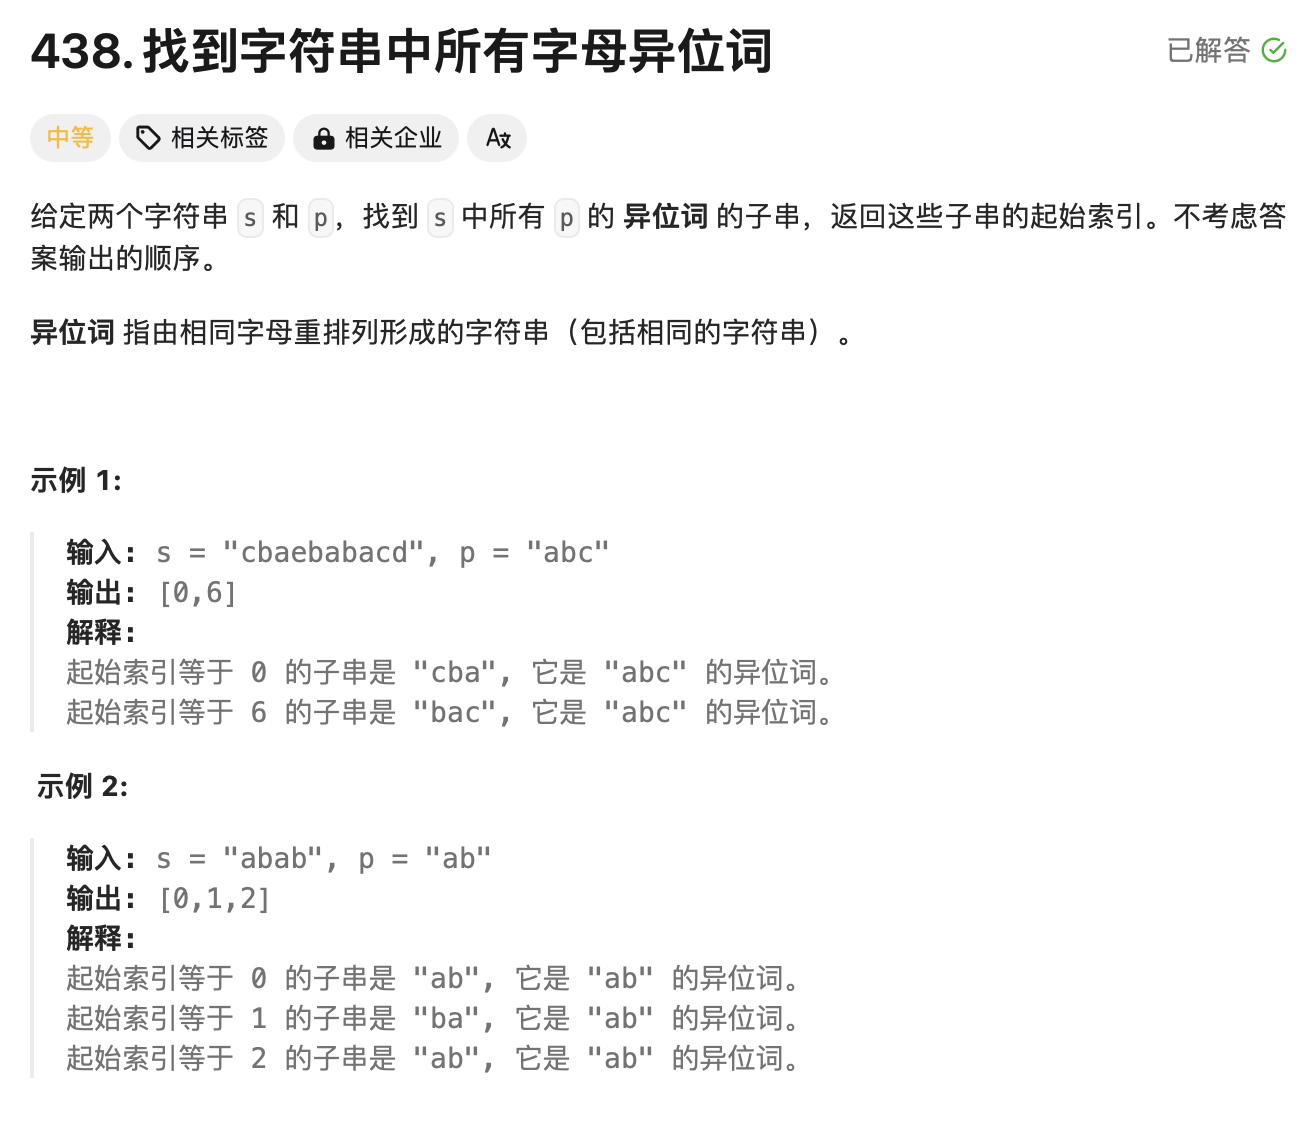 438. 找到字符串中所有字母异位词
已解答
中等 相关标签 相关企业 A文
给定两个字符串 s 和 p，找到 s 中所有 p 的 异位词 的子串，返回这些子串的起始索引。不考虑答
案输出的顺序。
异位词 指由相同字母重排列形成的字符串（包括相同的字符串）。
示例 1:
输入: s = "cbaebabacd", p = "abc"
输出: [0,6]
解释:
起始索引等于 0 的子串是 "cba", 它是 "abc" 的异位词。
起始索引等于 6 的子串是 "bac", 它是 "abc" 的异位词。
示例 2:
输入: s = "abab", p = "ab"
输出: [0,1,2]
解释:
起始索引等于 0 的子串是 "ab", 它是 "ab" 的异位词。
起始索引等于 1 的子串是 "ba", 它是 "ab" 的异位词。
起始索引等于 2 的子串是 "ab", 它是 "ab" 的异位词。